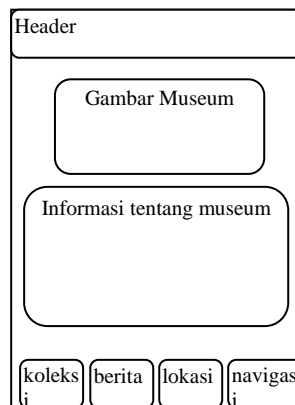 Header
Gambar Museum
Informasi tentang museum
koleks berita lokasi navigas
i i